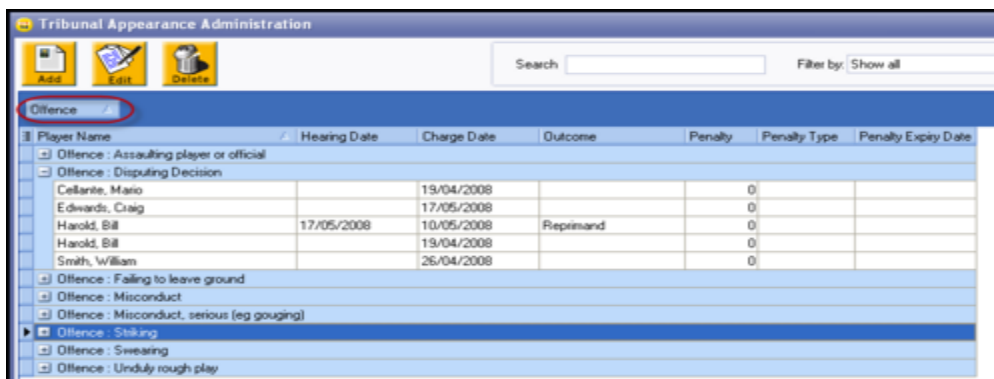 Tribunal Appearance Administration
Add Edit Delete Search Filter by: Show all
Offence
Player Name Hearing Date Charge Date Outcome Penalty Penalty Type Penalty Expiry Date
Offence : Assaulting player or official
Offence : Disputing Decision
Cellante, Mario 19/04/2008 0
Edwards, Craig 17/05/2008 0
Harold, Bill 17/05/2008 10/05/2008 Reprimand 0
Harold, Bill 19/04/2008 0
Smith, William 26/04/2008 0
Offence : Failing to leave ground
Offence : Misconduct
Offence : Misconduct, serious (eg gouging)
Offence : Striking
Offence : Swearing
Offence : Unduly rough play